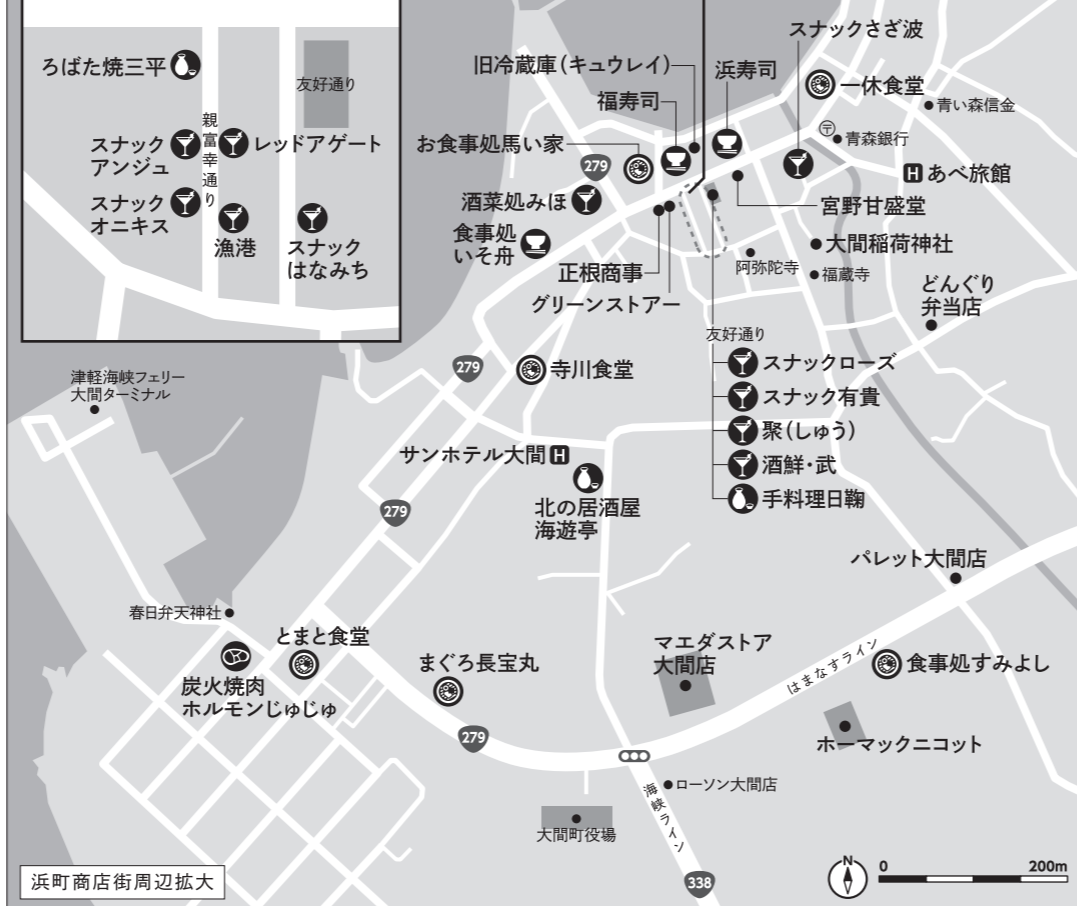 ろばた焼三平
友好通り
親富幸通り
スナック
アンジュ
レッドアゲート
スナック
オニキス
漁港
スナック
はなみち
スナックさざ波
旧冷蔵庫(キュウレイ)
浜寿司
一休食堂
福寿司
青い森信金
〒
青森銀行
お食事処馬い家
279
H あべ旅館
酒菜処みほ
宮野甘盛堂
食事処
いそ舟
大間稲荷神社
正根商事
阿弥陀寺
福蔵寺
グリーンストアー
どんぐり
弁当店
友好通り
スナックローズ
スナック有貴
聚(しゅう)
酒鮮・武
手料理日鞠
279
寺川食堂
津軽海峡フェリー
大間ターミナル
サンホテル大間 H
北の居酒屋
海遊亭
279
パレット大間店
春日弁天神社
とまと食堂
炭火焼肉
ホルモンじゅじゅ
まぐろ長宝丸
マエダストア
大間店
はまなすライン
食事処すみよし
279
ホーマックニコット
ローソン大間店
海峡ライン
大間町役場
338
浜町商店街周辺拡大
N
0 200m